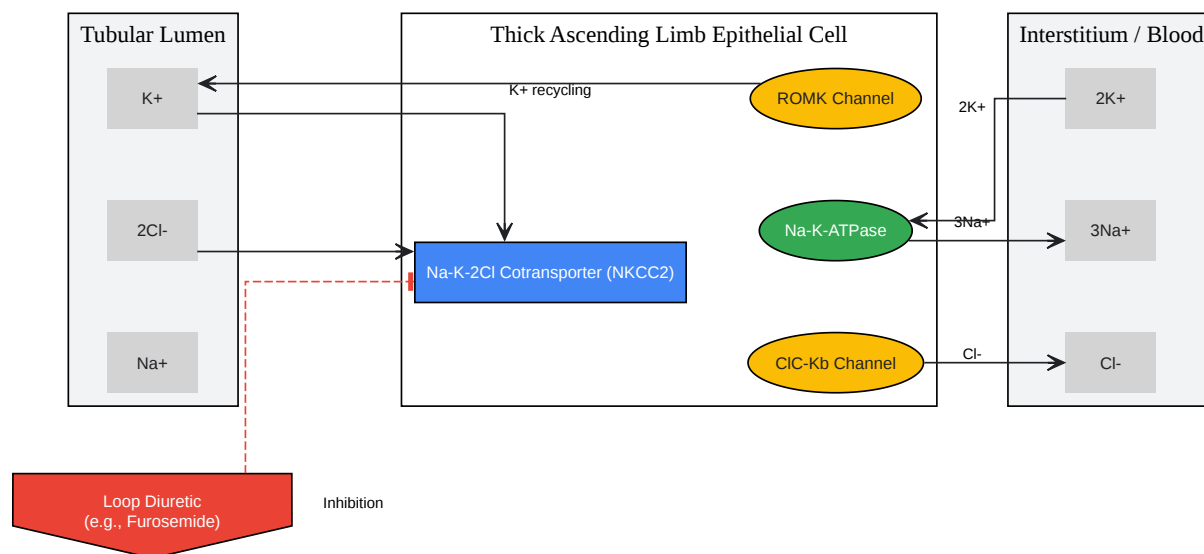 Tubular Lumen
Thick Ascending Limb Epithelial Cell
Interstitium / Blood
K+
K+ recycling
ROMK Channel
2K+
2K+
2Cl-
Na-K-ATPase
3Na+
3Na+
Na-K-2Cl Cotransporter (NKCC2)
Na+
ClC-Kb Channel
Cl-
Cl-
Loop Diuretic
(e.g., Furosemide)
Inhibition